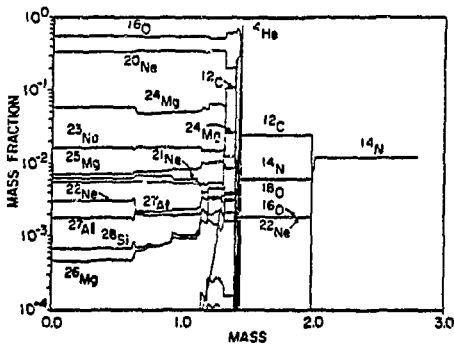 10⁰
¹⁶O
⁴He
²⁰Ne
10⁻¹
¹²C
²⁴Mg
²³Na
²⁴Mg
¹²C
²⁵Mg
²¹Ne
¹⁴N
10⁻²
¹⁴N
¹⁸O
²²Ne
²⁷Al
¹⁶O
²⁷Al
²⁸Si
²²Ne
10⁻³
²⁶Mg
10⁻⁴
MASS FRACTION
0.0
1.0
2.0
3.0
MASS